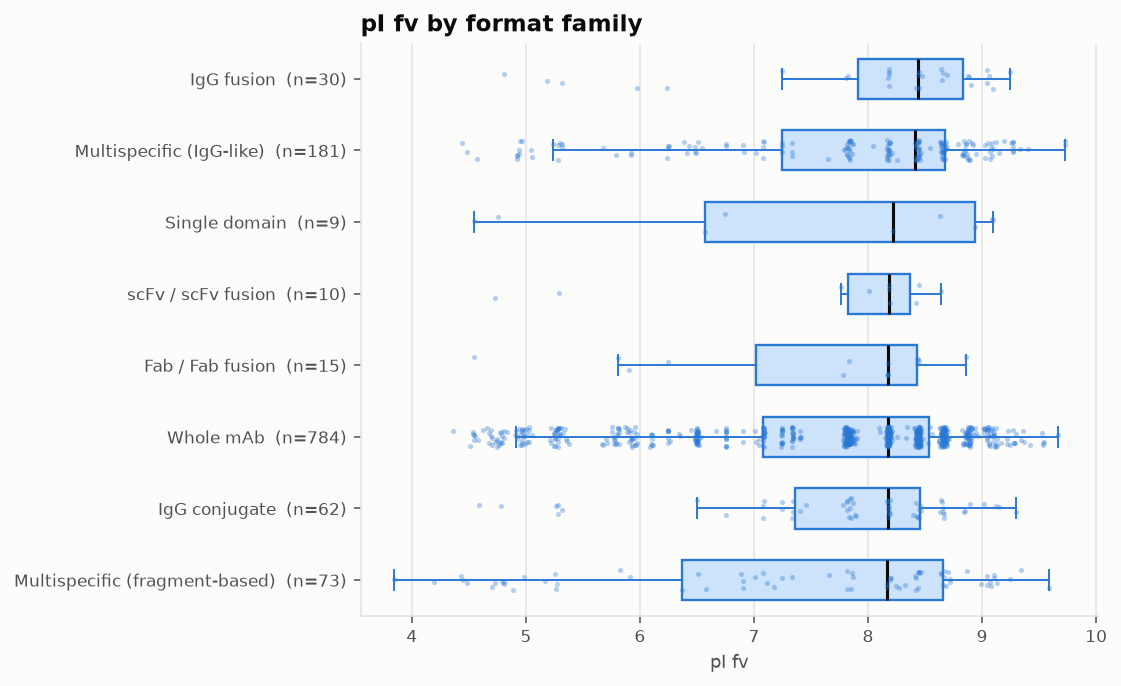 pI fv by format family
IgG fusion (n=30)
Multispecific (IgG-like) (n=181)
Single domain (n=9)
scFv / scFv fusion (n=10)
Fab / Fab fusion (n=15)
Whole mAb (n=784)
IgG conjugate (n=62)
Multispecific (fragment-based) (n=73)
4 5 6 7 8 9 10
pI fv